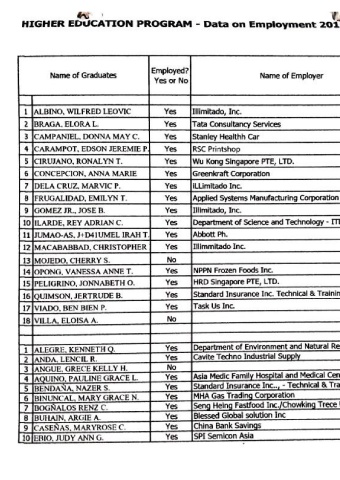 HIGHER EDUCATION PROGRAM - Data on Employment 201
Name of Graduates Employed? Yes or No Name of Employer
1 ALBINO, WILFRED LEOVIC Yes Illimitado, Inc.
2 BRAGA, ELORA L. Yes Tata Consultancy Services
3 CAMPANIEL, DONNA MAY C. Yes Stanley Healthh Car
4 CARAMPOT, EDSON JEREMIE P. Yes RSC Printshop
5 CIRUJANO, RONALYN T. Yes Wu Kong Singapore PTE, LTD.
6 CONCEPCION, ANNA MARIE Yes Greenkraft Corporation
7 DELA CRUZ, MARVIC P. Yes iLLimitado Inc.
8 FRUGALIDAD, EMILYN T. Yes Applied Systems Manufacturing Corporation
9 GOMEZ JR., JOSE B. Yes Illimitado, Inc.
10 ILARDE, REY ADRIAN C. Yes Department of Science and Technology - ITI
11 JUMAO-AS, J+D41UMEL IRAH T. Yes Abbott Ph.
12 MACABABBAD, CHRISTOPHER Yes Illimmitado Inc.
13 MOJEDO, CHERRY S. No
14 OPONG, VANESSA ANNE T. Yes NPPN Frozen Foods Inc.
15 PELIGRINO, JONNABETH O. Yes HRD Singapore PTE, LTD.
16 QUIMSON, JERTRUDE B. Yes Standard Insurance Inc. Technical & Trainin
17 VIADO, BEN BIEN P. Yes Task Us Inc.
18 VILLA, ELOISA A. No
1 ALEGRE, KENNETH Q. Yes Department of Environment and Natural Re
2 ANDA, LENCIL R. Yes Cavite Techno Industrial Supply
3 ANGUE, GRECE KELLY H. No
4 AQUINO, PAULINE GRACE L. Yes Asia Medic Family Hospital and Medical Cen
5 BENDAÑA, NAZER S. Yes Standard Insurance Inc.., - Technical & Tra
6 BINUNCAL, MARY GRACE N. Yes MHA Gas Trading Corporation
7 BOGÑALOS RENZ C. Yes Seng Heing Fastfood Inc./Chowking Trece
8 BUHAIN, ARGIE A. Yes Blessed Global solution Inc
9 CASEÑAS, MARYROSE C. Yes China Bank Savings
10 EBIO, JUDY ANN G. Yes SPI Semicon Asia